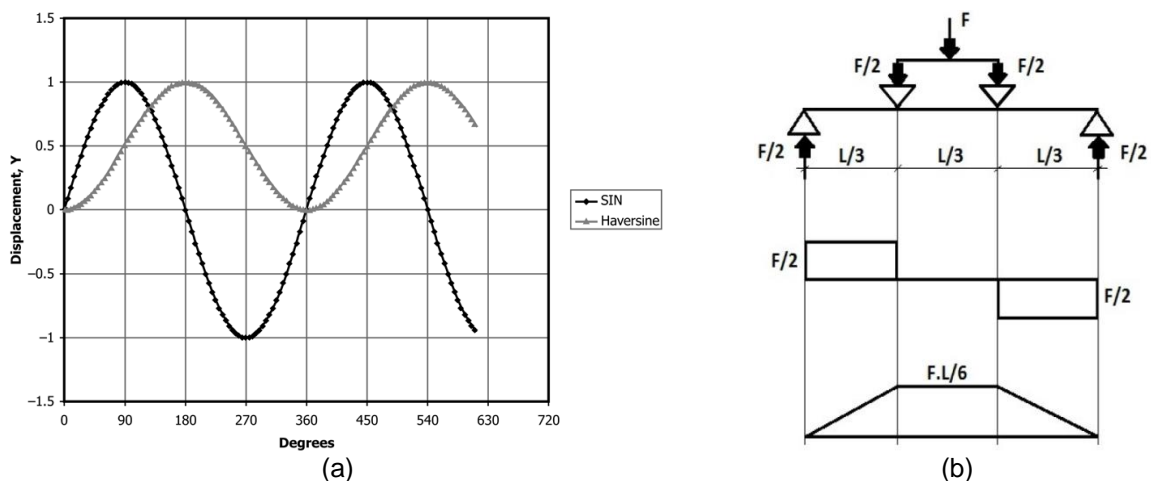 1.5
1
0.5
0
−0.5
−1
−1.5
Displacement, Y
0 90 180 270 360 450 540 630 720
Degrees
SIN
Haversine
(a)
F
F/2 F/2
F/2 F/2
L/3 L/3 L/3
F/2
F/2
F.L/6
(b)